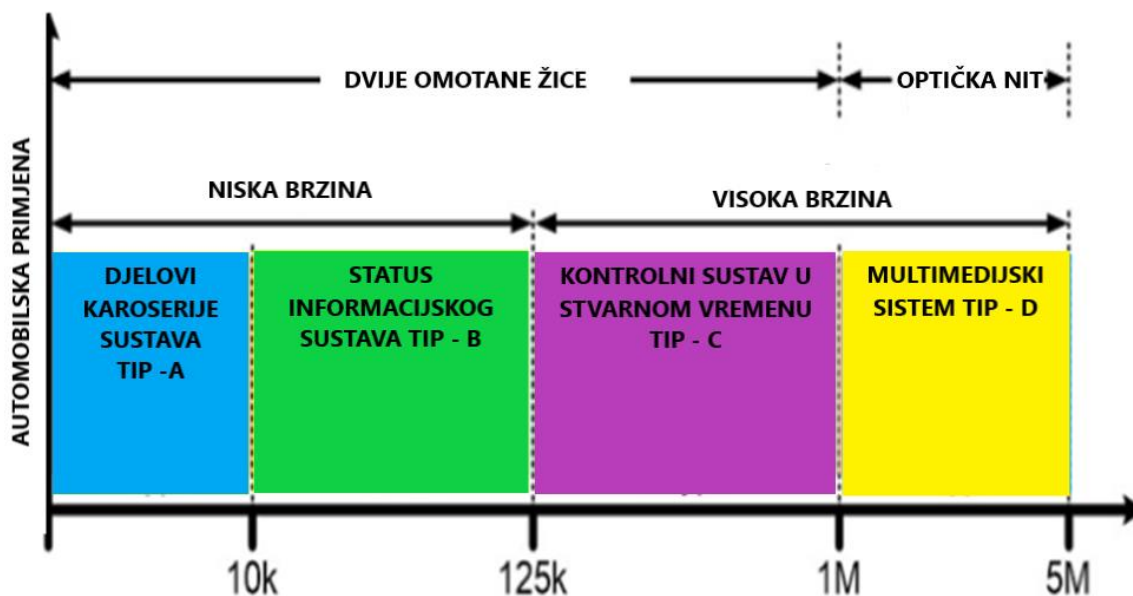 DVIJE OMOTANE ŽICE
OPTIČKA NIT
AUTOMOBILSKA PRIMJENA
NISKA BRZINA
VISOKA BRZINA
DJELOVI
KAROSERIJE
SUSTAVA
TIP -A
STATUS
INFORMACIJSKOG
SUSTAVA TIP - B
KONTROLNI SUSTAV U
STVARNOM VREMENU
TIP - C
MULTIMEDIJSKI
SISTEM TIP - D
10k
125k
1M
5M